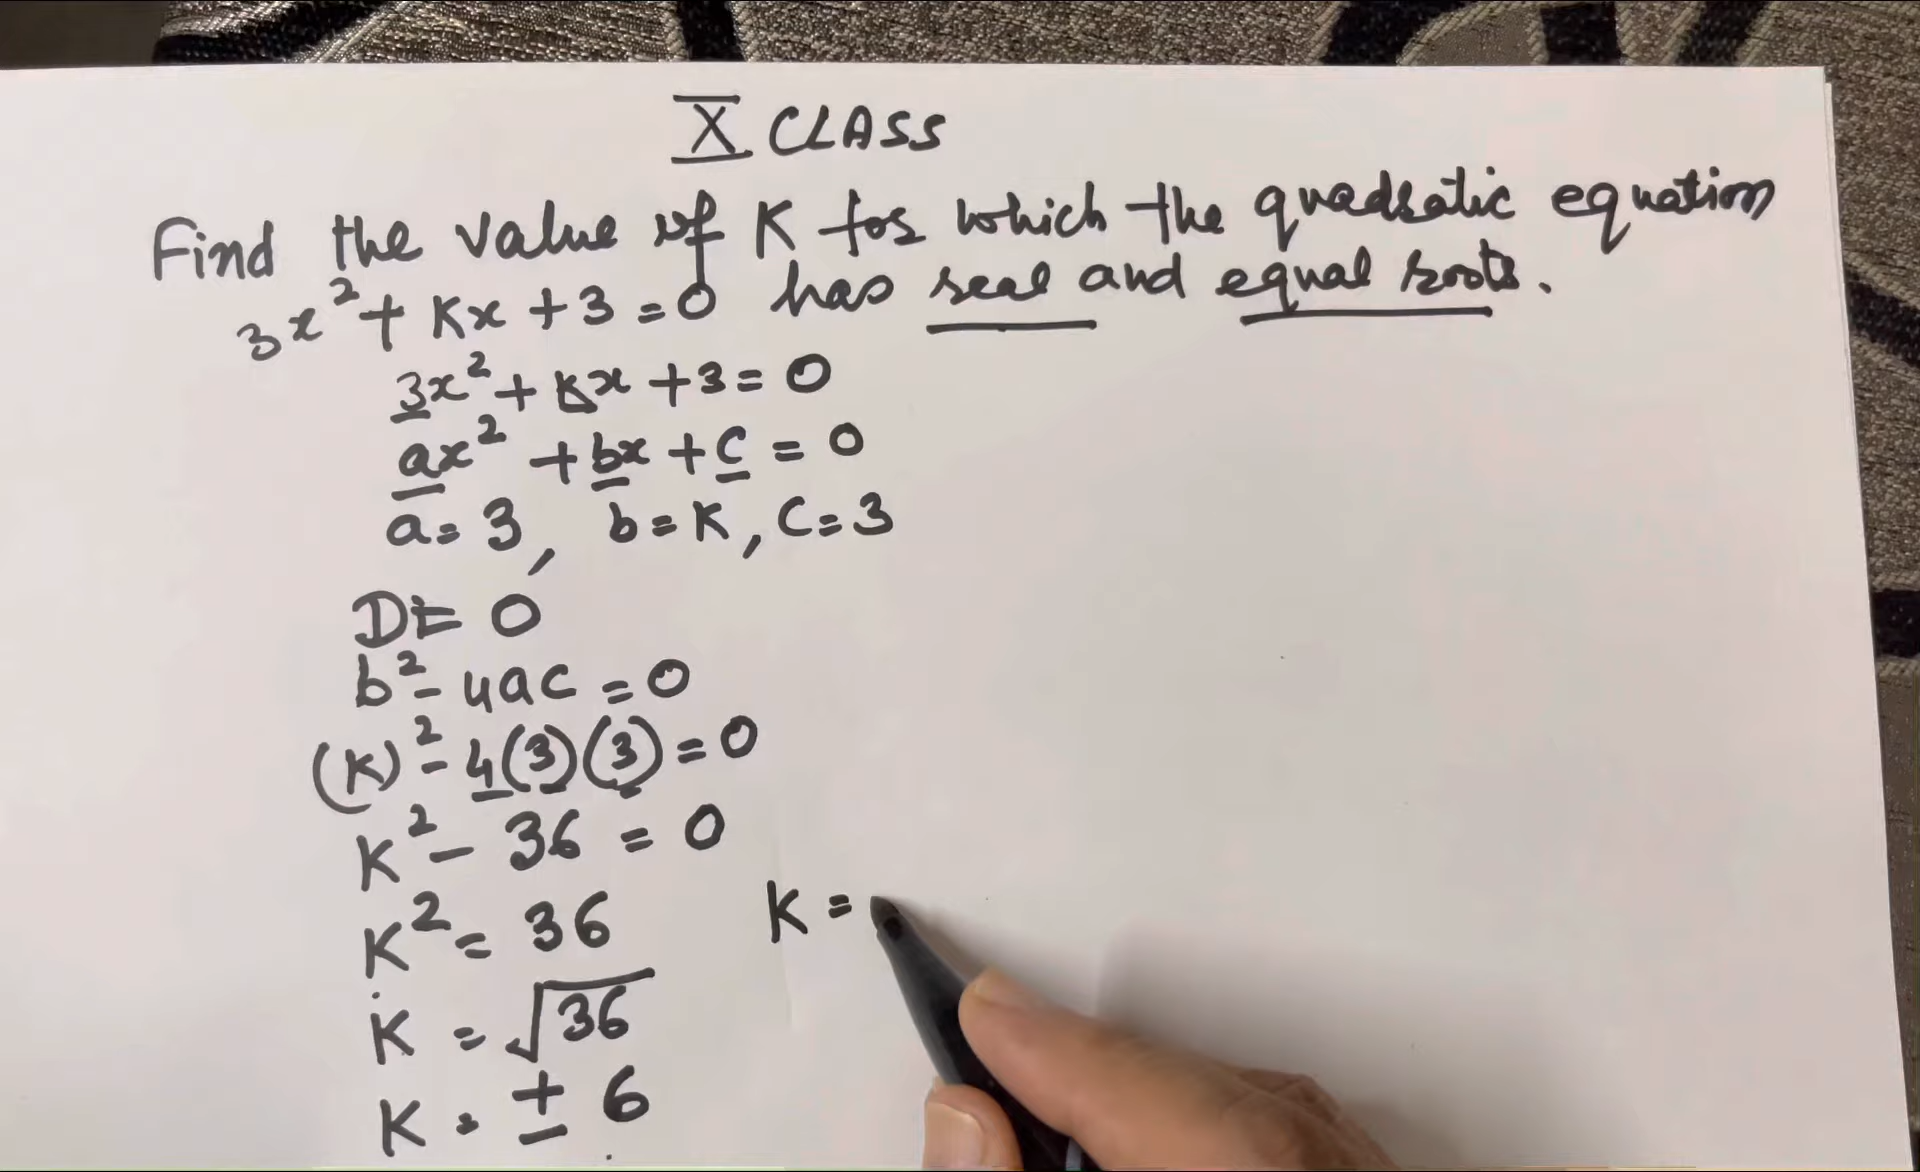 X CLASS
Find the value of K for which the quadratic equation
3x² + Kx + 3 = 0 has real and equal roots.
3x² + Kx + 3 = 0
ax² + bx + c = 0
a = 3, b = K, C = 3
D = 0
b² - 4ac = 0
(K)² - 4(3)(3) = 0
K² - 36 = 0
K² = 36
K =
K = √36
K = ± 6